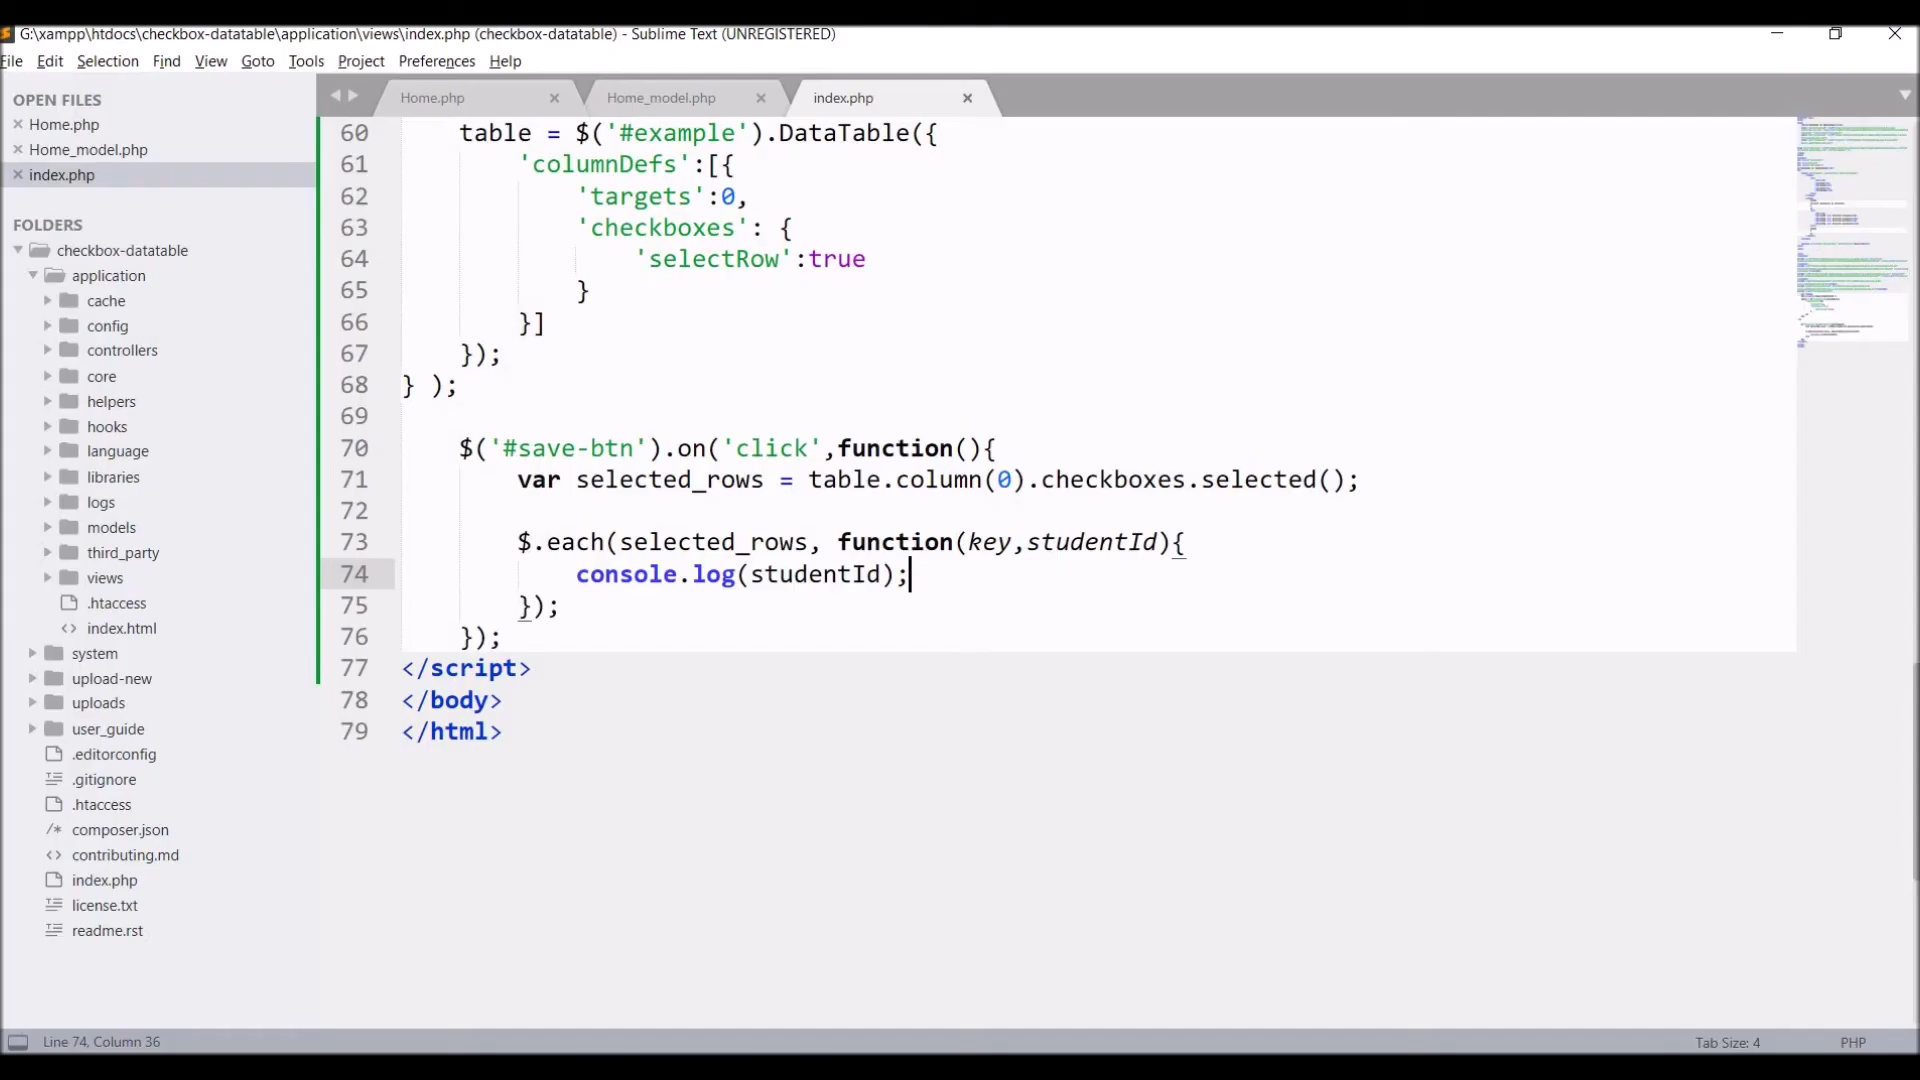 G:\xampp\htdocs\checkbox-datatable\application\views\index.php (checkbox-datatable) - Sublime Text (UNREGISTERED)
File Edit Selection Find View Goto Tools Project Preferences Help
OPEN FILES
Home.php
Home_model.php
index.php
FOLDERS
checkbox-datatable
application
cache
config
controllers
core
helpers
hooks
language
libraries
logs
models
third_party
views
.htaccess
index.html
system
upload-new
uploads
user_guide
.editorconfig
.gitignore
.htaccess
composer.json
contributing.md
index.php
license.txt
readme.rst
Home.php Home_model.php index.php
60 table = $('#example').DataTable({
61 'columnDefs':[{
62 'targets':0,
63 'checkboxes': {
64 'selectRow':true
65 }
66 }]
67 });
68 } );
69
70 $('#save-btn').on('click',function(){
71 var selected_rows = table.column(0).checkboxes.selected();
72
73 $.each(selected_rows, function(key,studentId){
74 console.log(studentId);
75 });
76 });
77 </script>
78 </body>
79 </html>
Line 74, Column 36
Tab Size: 4
PHP